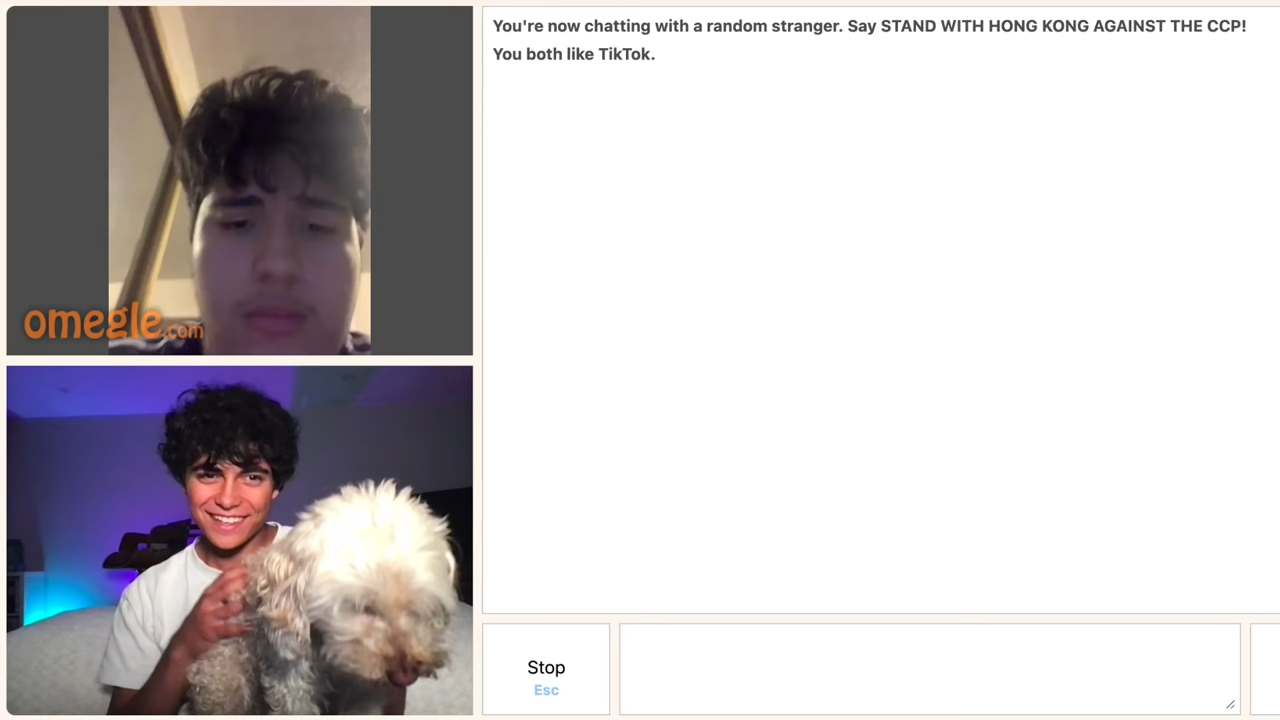 You're now chatting with a random stranger. Say STAND WITH HONG KONG AGAINST THE CCP!
You both like TikTok.
omegle.com
Stop
Esc